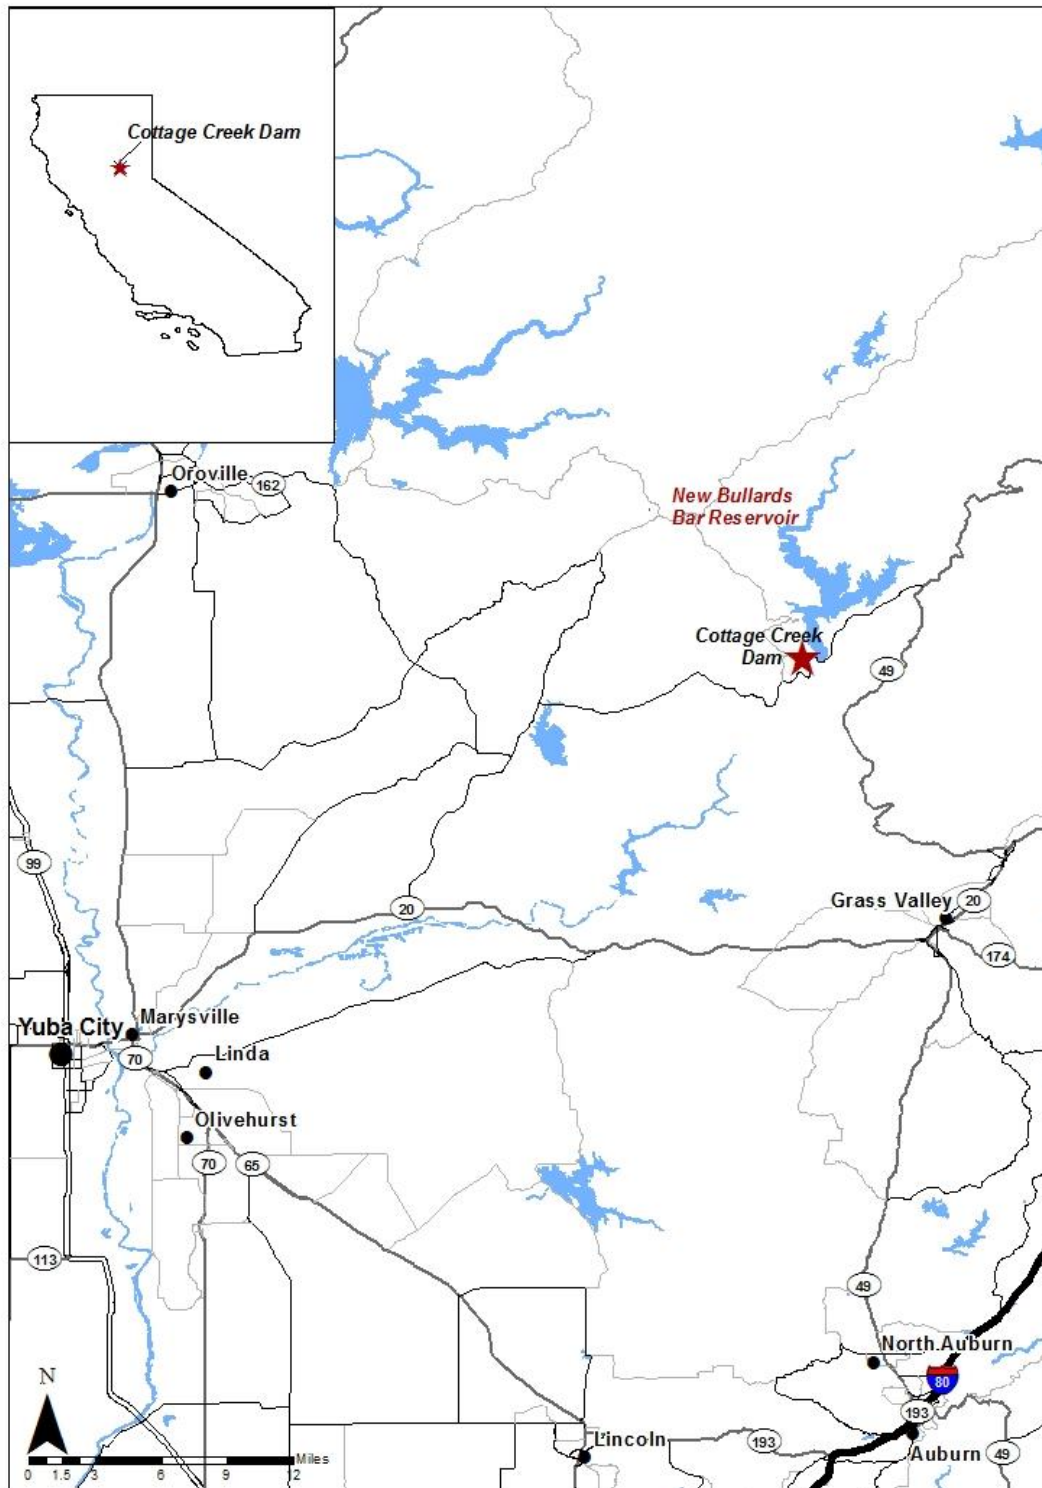 Cottage Creek Dam
Oroville
162
New Bullards
Bar Reservoir
Cottage Creek
Dam
49
99
20
Grass Valley
20
174
Marysville
Yuba City
70
Linda
Olivehurst
70
65
113
49
North Auburn
80
193
Lincoln
193
Auburn
49
N
Miles
0 1.5 3 6 9 12